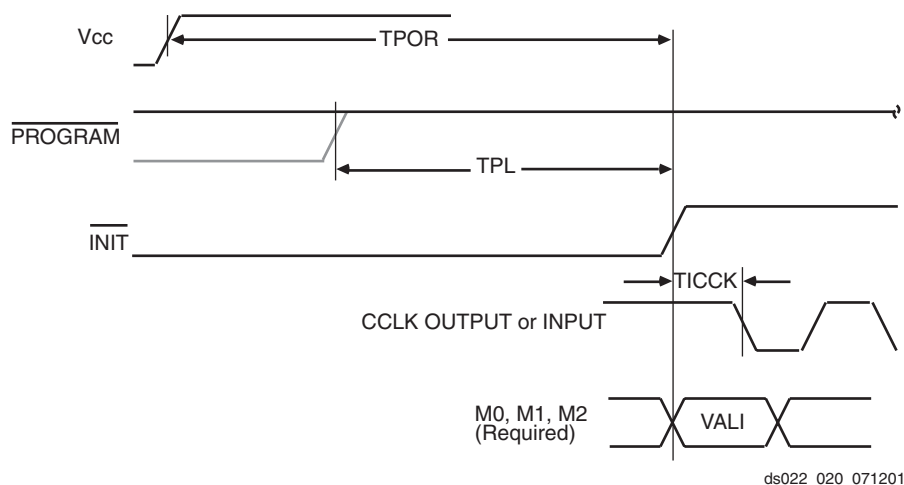 Vcc
TPOR
PROGRAM
TPL
INIT
TICCK
CCLK OUTPUT or INPUT
M0, M1, M2
(Required)
VALI
ds022_020_071201